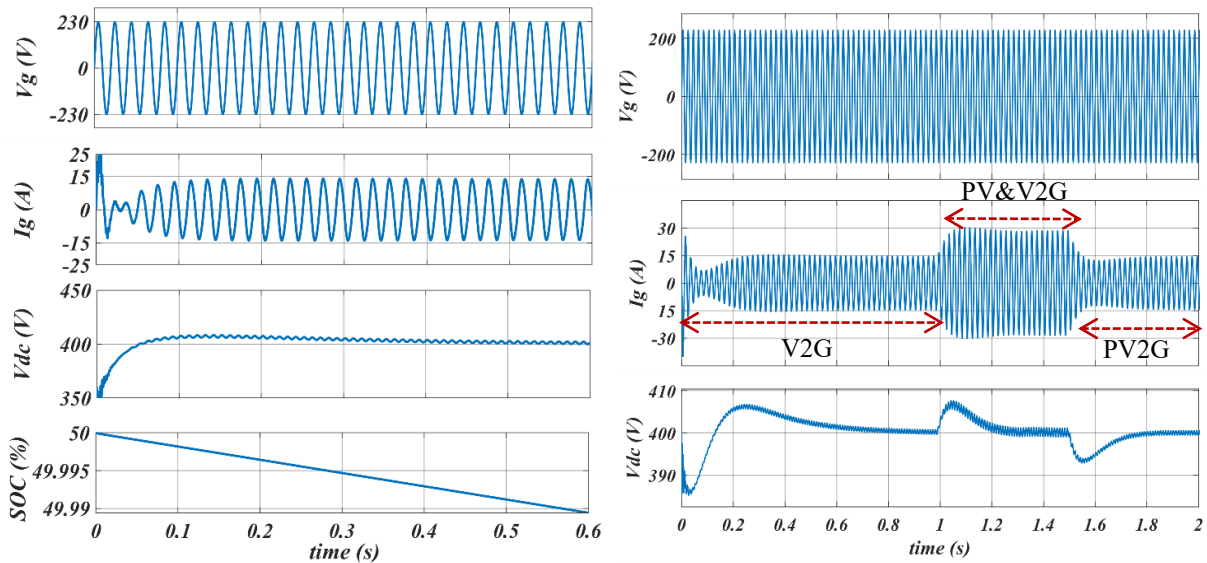 Vg (V)
230
0
-230
Ig (A)
25
15
0
-15
-25
Vdc (V)
450
400
350
SOC (%)
50
49.995
49.99
0 0.1 0.2 0.3 0.4 0.5 0.6
time (s)
Vg (V)
200
0
-200
PV&V2G
Ig (A)
30
15
0
15
-30
V2G
PV2G
Vdc (V)
410
400
390
0 0.2 0.4 0.6 0.8 1 1.2 1.4 1.6 1.8 2
time (s)